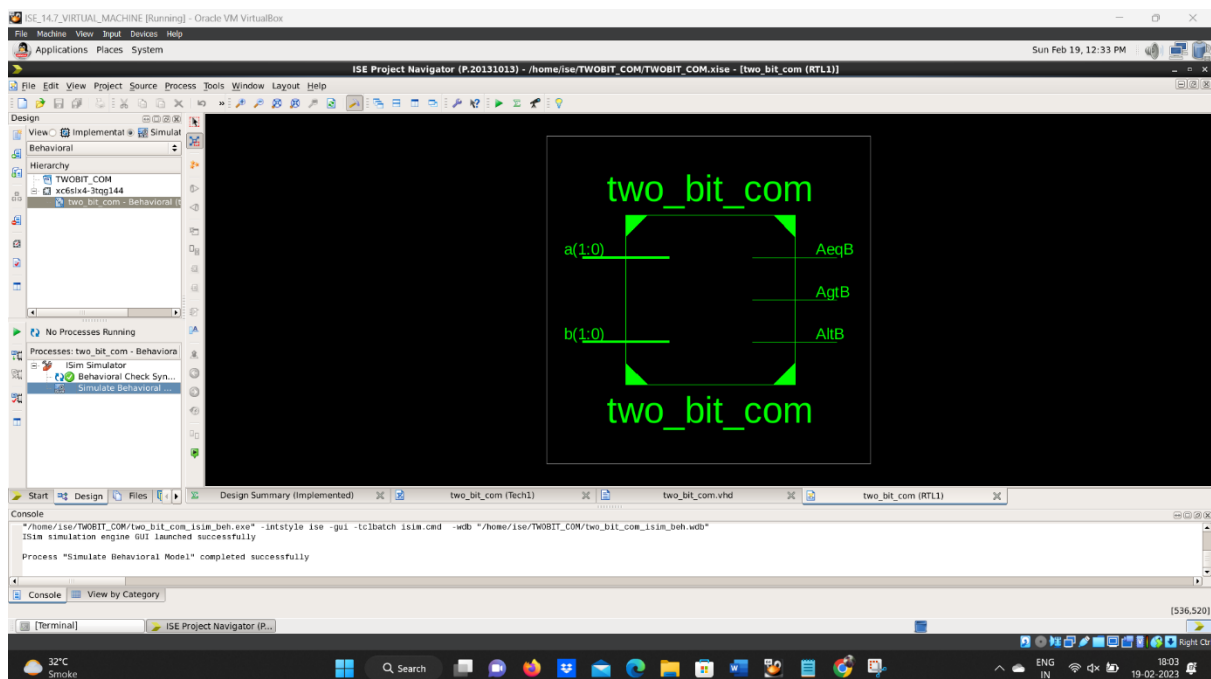 ISE_14.7_VIRTUAL_MACHINE [Running] - Oracle VM VirtualBox
File Machine View Input Devices Help
Applications Places System
Sun Feb 19, 12:33 PM
ISE Project Navigator (P.20131013) - /home/ise/TWOBIT_COM/TWOBIT_COM.xise - [two_bit_com (RTL1)]
File Edit View Project Source Process Tools Window Layout Help
Design
View: Implementat Simulat
Behavioral
Hierarchy
TWOBIT_COM
xc6slx4-3tqg144
two_bit_com - Behavioral (t
No Processes Running
Processes: two_bit_com - Behaviora
ISim Simulator
Behavioral Check Syn...
Simulate Behavioral ...
two_bit_com
a(1:0)
AeqB
AgtB
b(1:0)
AltB
two_bit_com
Start Design Files
Design Summary (Implemented)
two_bit_com (Tech1)
two_bit_com.vhd
two_bit_com (RTL1)
Console
"/home/ise/TWOBIT_COM/two_bit_com_isim_beh.exe" -intstyle ise -gui -tclbatch isim.cmd -wdb "/home/ise/TWOBIT_COM/two_bit_com_isim_beh.wdb"
ISim simulation engine GUI launched successfully
Process "Simulate Behavioral Model" completed successfully
Console View by Category
[536,520]
[Terminal]
ISE Project Navigator (P...
Right Ctr
32°C
Smoke
Search
ENG
IN
18:03
19-02-2023